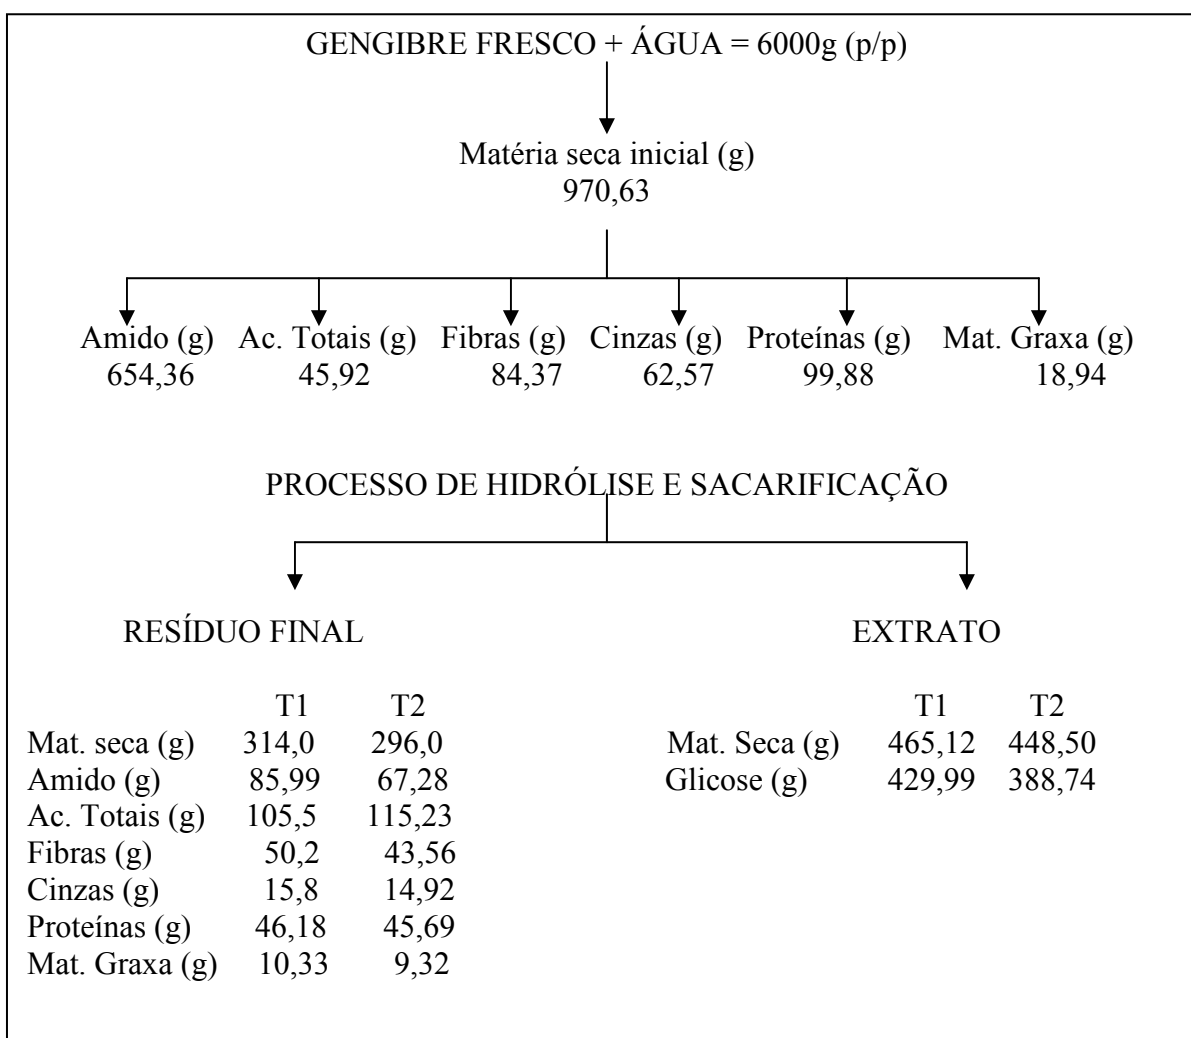 GENGIBRE FRESCO + ÁGUA = 6000g (p/p)
Matéria seca inicial (g)
970,63
Amido (g) Ac. Totais (g) Fibras (g) Cinzas (g) Proteínas (g) Mat. Graxa (g)
654,36 45,92 84,37 62,57 99,88 18,94
PROCESSO DE HIDRÓLISE E SACARIFICAÇÃO
RESÍDUO FINAL
T1 T2
Mat. seca (g) 314,0 296,0
Amido (g) 85,99 67,28
Ac. Totais (g) 105,5 115,23
Fibras (g) 50,2 43,56
Cinzas (g) 15,8 14,92
Proteínas (g) 46,18 45,69
Mat. Graxa (g) 10,33 9,32
EXTRATO
T1 T2
Mat. Seca (g) 465,12 448,50
Glicose (g) 429,99 388,74